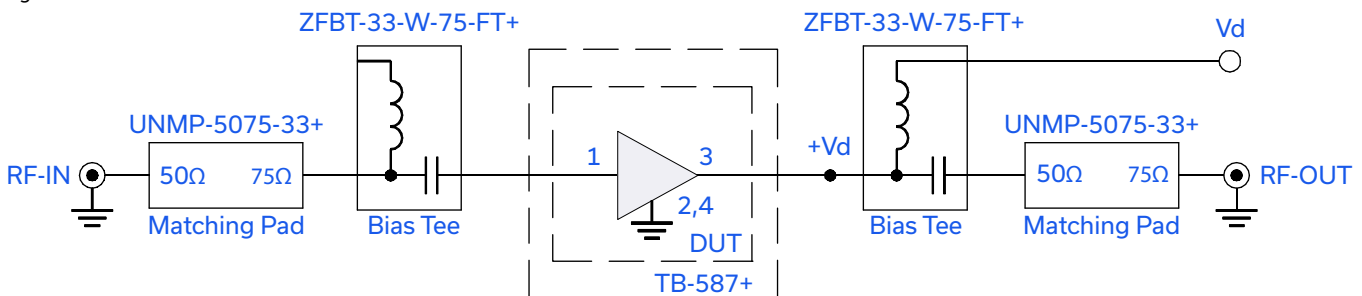 ZFBT-33-W-75-FT+
ZFBT-33-W-75-FT+
Vd
UNMP-5075-33+
UNMP-5075-33+
RF-IN
50Ω
75Ω
1
3
+Vd
50Ω
75Ω
RF-OUT
2,4
Matching Pad
Bias Tee
DUT
Bias Tee
Matching Pad
TB-587+